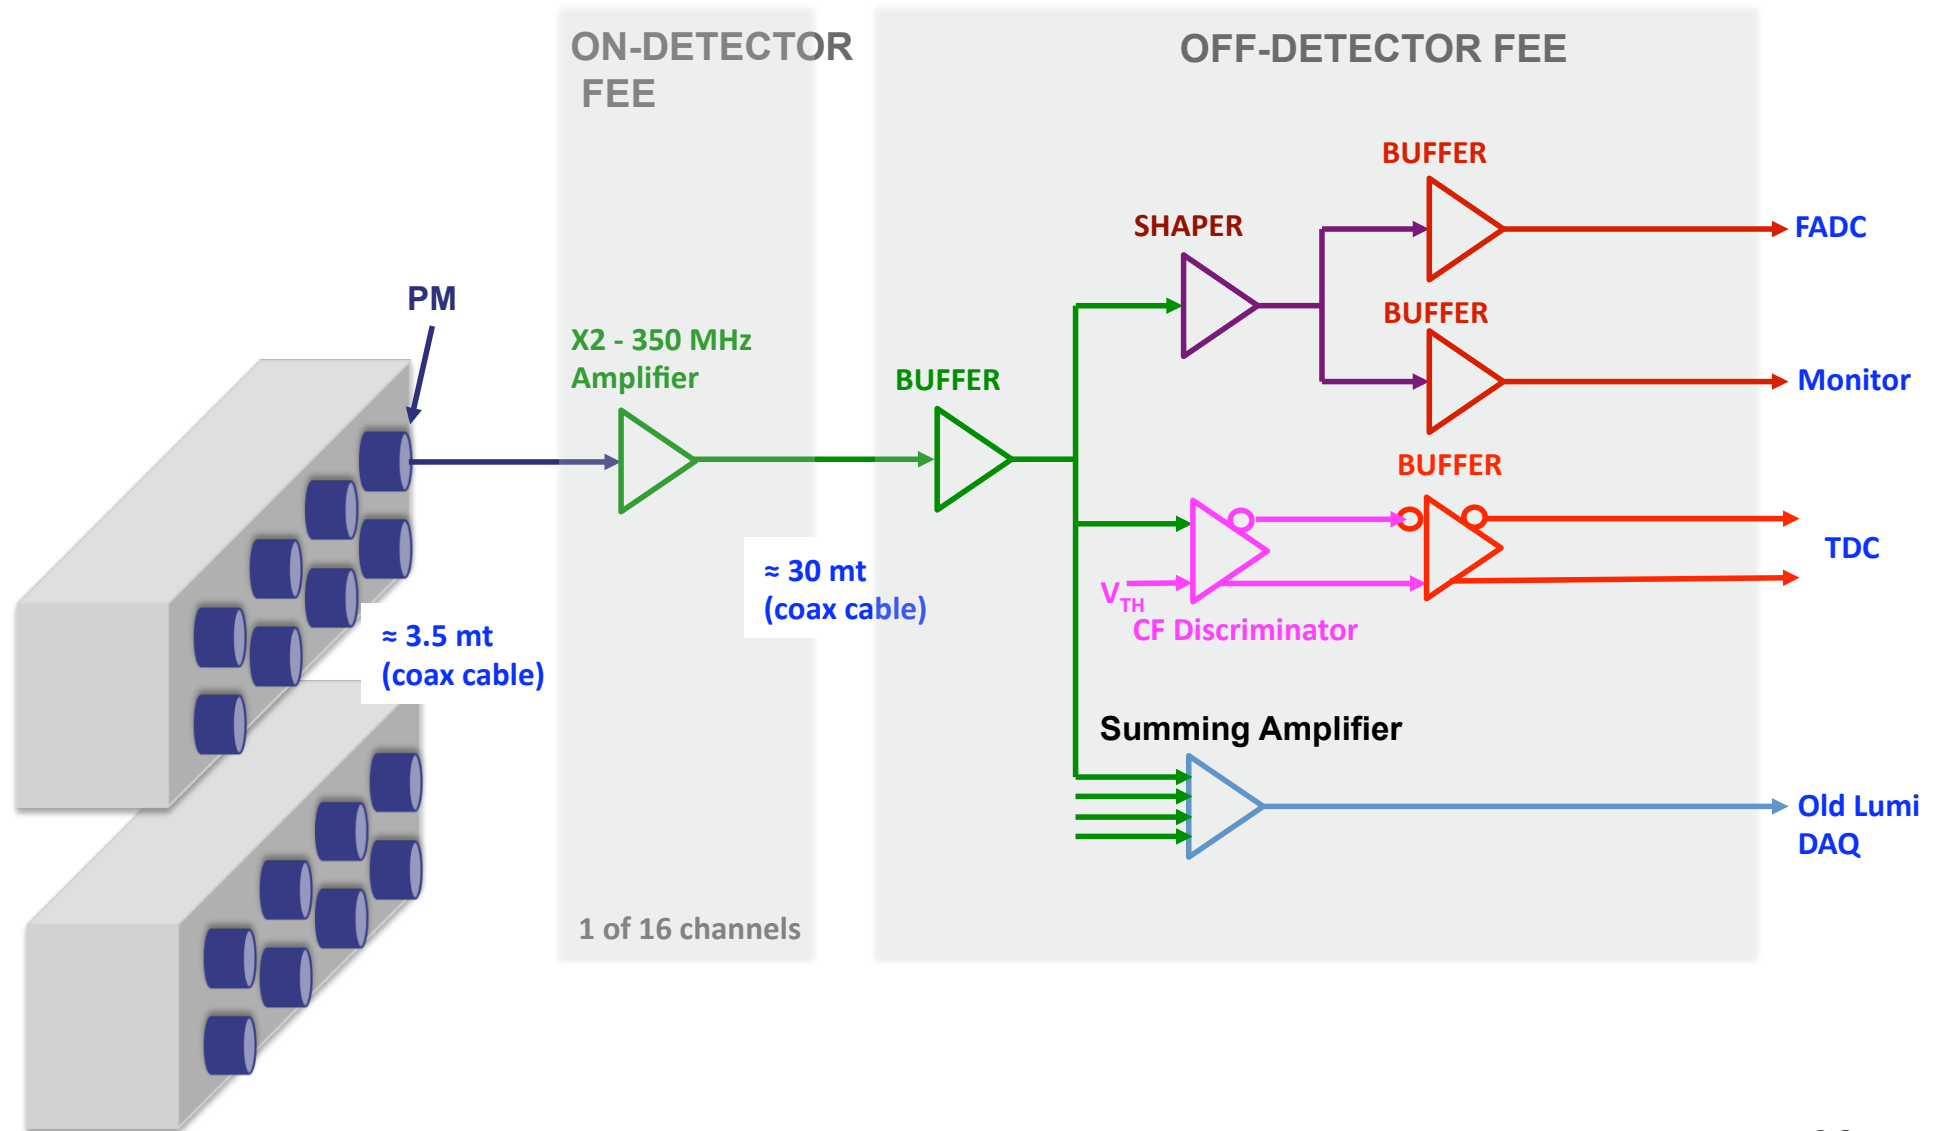 ON-DETECTOR
FEE
OFF-DETECTOR FEE
BUFFER
SHAPER
FADC
PM
BUFFER
X2 - 350 MHz
Amplifier
BUFFER
Monitor
BUFFER
≈ 30 mt
(coax cable)
TDC
V_TH
CF Discriminator
≈ 3.5 mt
(coax cable)
Summing Amplifier
Old Lumi
DAQ
1 of 16 channels